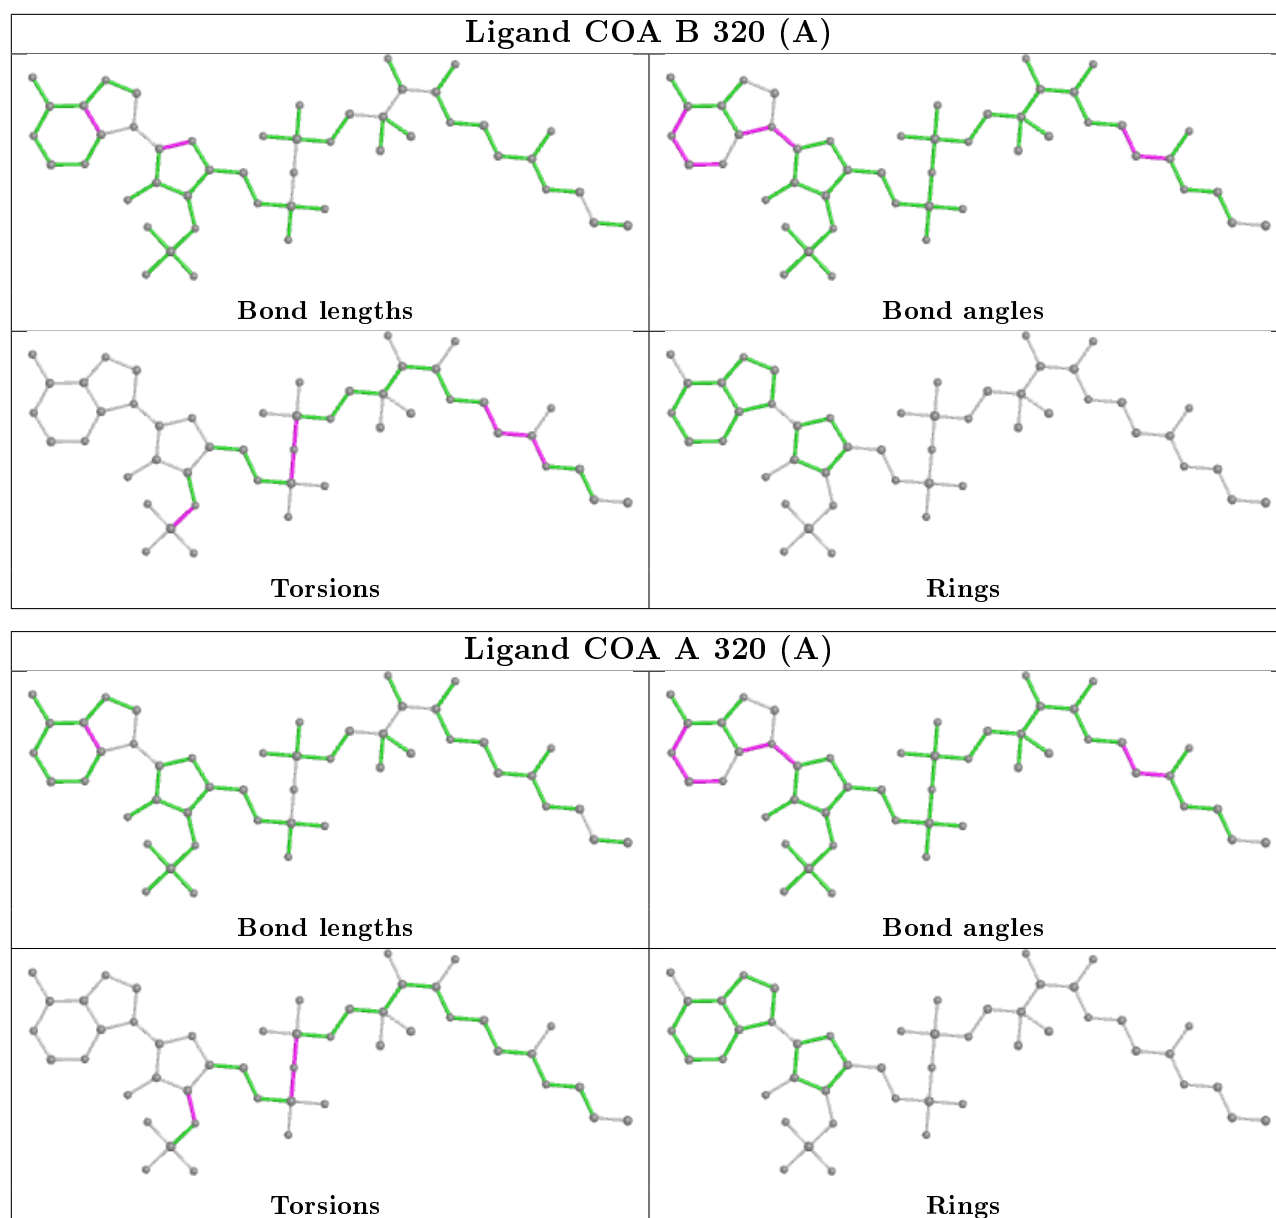 Ligand COA B 320 (A)
Bond lengths
Bond angles
Torsions
Rings
Ligand COA A 320 (A)
Bond lengths
Bond angles
Torsions
Rings